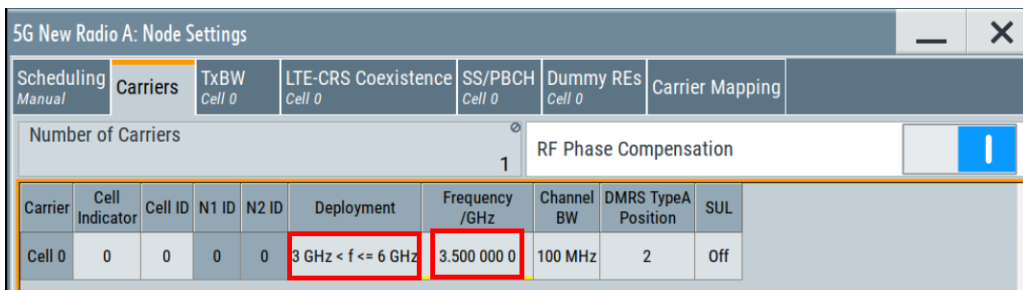 5G New Radio A: Node Settings
Scheduling Carriers TxBW LTE-CRS Coexistence SS/PBCH Dummy REs Carrier Mapping
Manual Cell 0 Cell 0 Cell 0 Cell 0
Number of Carriers
1
RF Phase Compensation
Carrier Cell Indicator Cell ID N1 ID N2 ID Deployment Frequency /GHz Channel BW DMRS TypeA Position SUL
Cell 0 0 0 0 0 3 GHz < f <= 6 GHz 3.500 000 0 100 MHz 2 Off